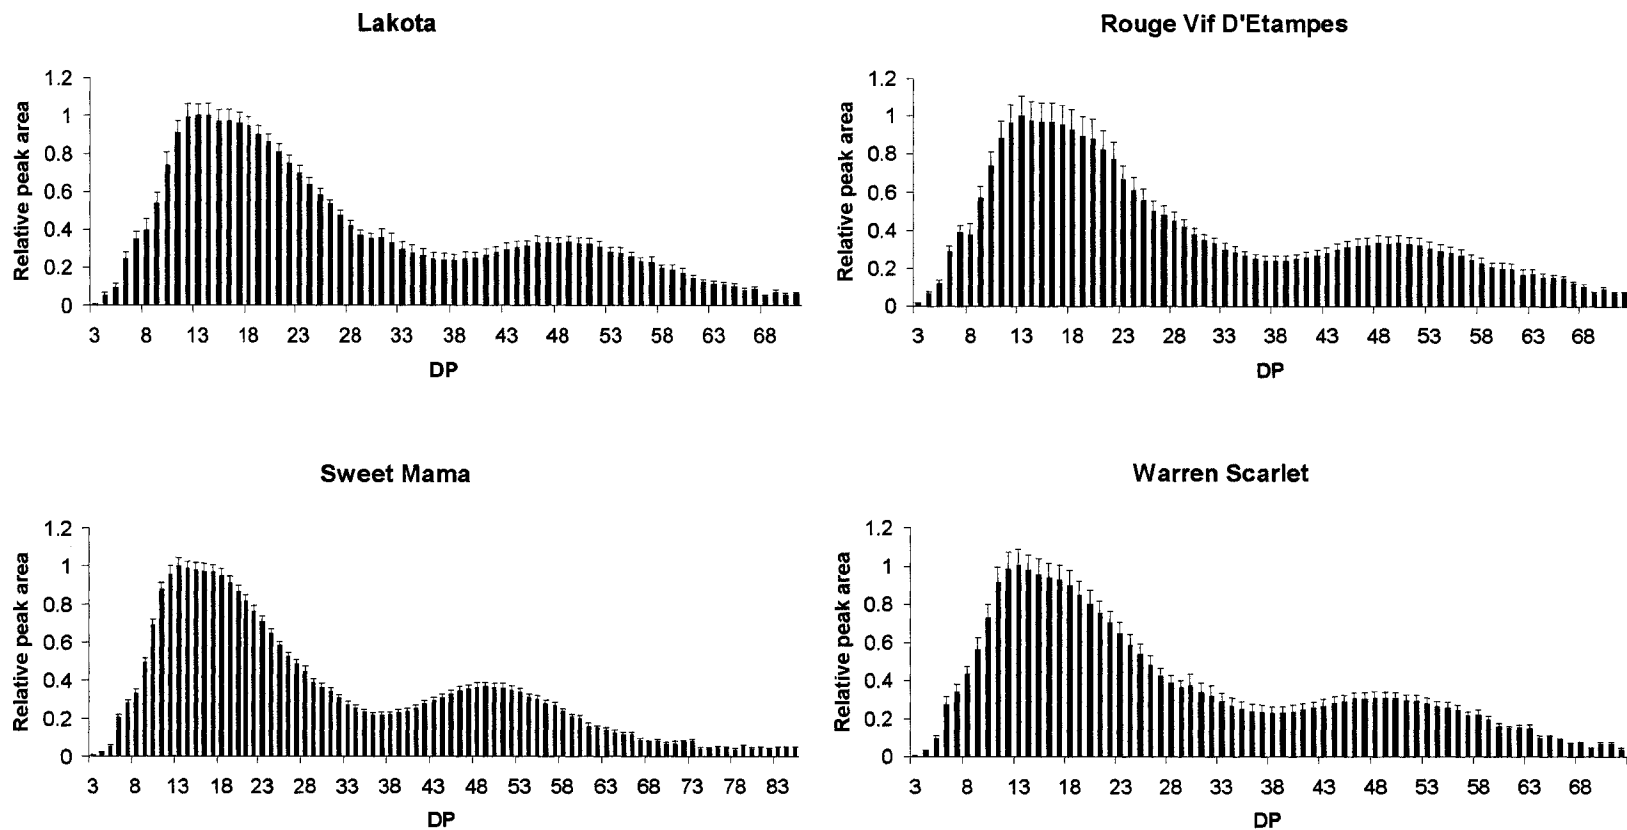 Lakota
Relative peak area
1.2
1
0.8
0.6
0.4
0.2
0
3 8 13 18 23 28 33 38 43 48 53 58 63 68
DP
Rouge Vif D'Etampes
Relative peak area
1.2
1
0.8
0.6
0.4
0.2
0
3 8 13 18 23 28 33 38 43 48 53 58 63 68
DP
Sweet Mama
Relative peak area
1.2
1
0.8
0.6
0.4
0.2
0
3 8 13 18 23 28 33 38 43 48 53 58 63 68 73 78 83
DP
Warren Scarlet
Relative peak area
1.2
1
0.8
0.6
0.4
0.2
0
3 8 13 18 23 28 33 38 43 48 53 58 63 68
DP